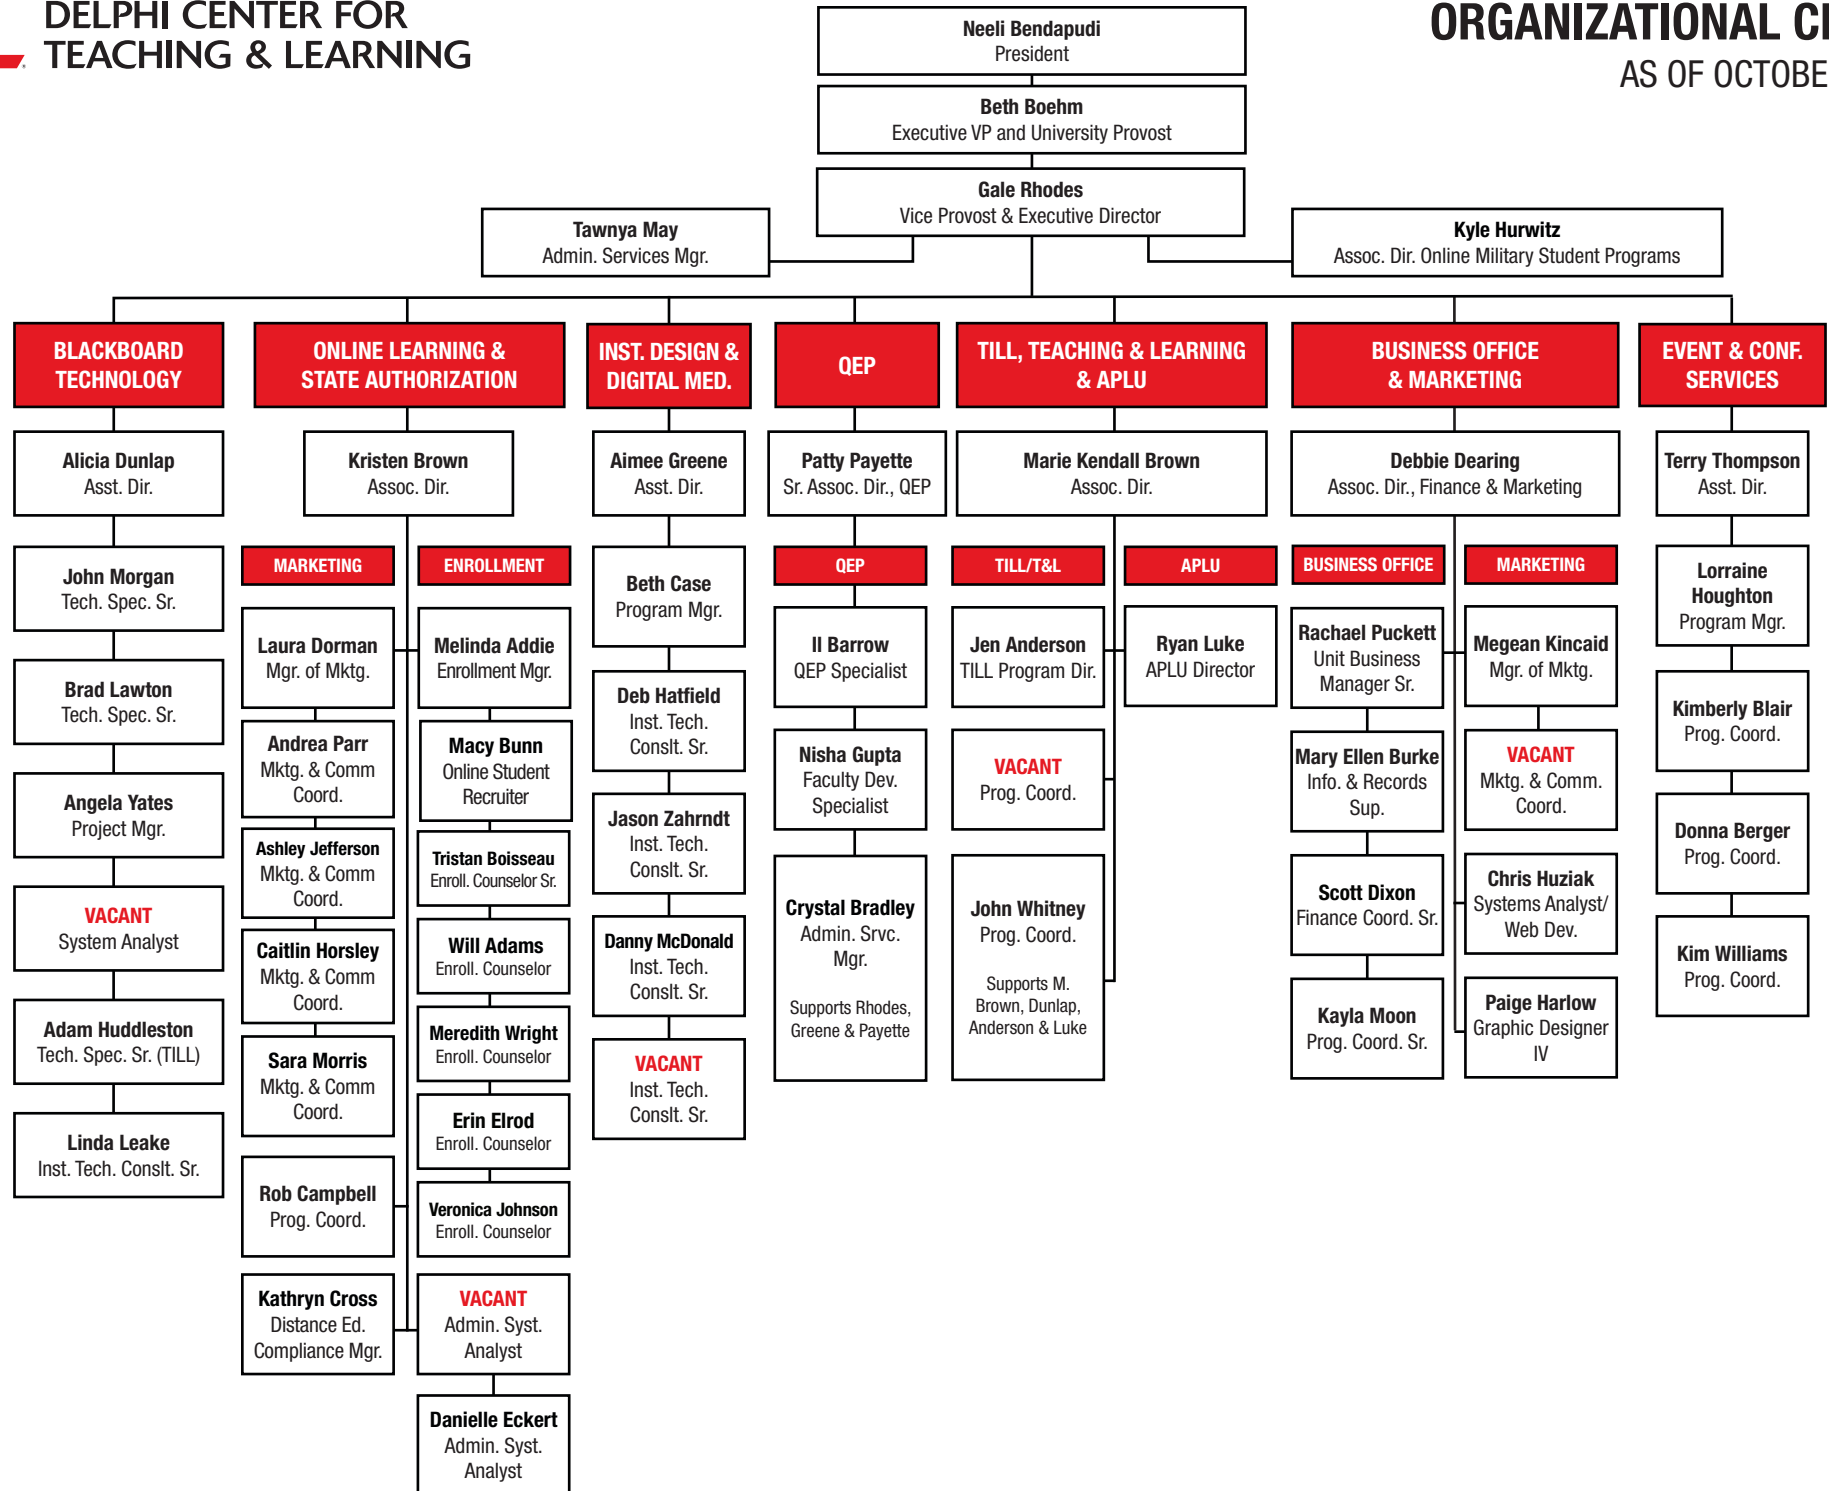 DELPHI CENTER FOR
TEACHING & LEARNING
ORGANIZATIONAL
AS OF
Neeli Bendapudi
President
Beth Boehm
Executive VP and University Provost
Gale Rhodes
Vice Provost & Executive Director
Tawnya May
Admin. Services Mgr.
Kyle Hurwitz
Assoc. Dir. Online Military Student Programs
BLACKBOARD
TECHNOLOGY
Alicia Dunlap
Asst. Dir.
John Morgan
Tech. Spec. Sr.
Brad Lawton
Tech. Spec. Sr.
Angela Yates
Project Mgr.
VACANT
System Analyst
Adam Huddleston
Tech. Spec. Sr. (TILL)
Linda Leake
Inst. Tech. Conslt. Sr.
ONLINE LEARNING &
STATE AUTHORIZATION
Kristen Brown
Assoc. Dir.
MARKETING
Laura Dorman
Mgr. of Mktg.
Andrea Parr
Mktg. & Comm
Coord.
Ashley Jefferson
Mktg. & Comm
Coord.
Caitlin Horsley
Mktg. & Comm
Coord.
Sara Morris
Mktg. & Comm
Coord.
Rob Campbell
Prog. Coord.
Kathryn Cross
Distance Ed.
Compliance Mgr.
ENROLLMENT
Melinda Addie
Enrollment Mgr.
Macy Bunn
Online Student
Recruiter
Tristan Boisseau
Enroll. Counselor Sr.
Will Adams
Enroll. Counselor
Meredith Wright
Enroll. Counselor
Erin Elrod
Enroll. Counselor
Veronica Johnson
Enroll. Counselor
VACANT
Admin. Syst.
Analyst
Danielle Eckert
Admin. Syst.
Analyst
INST. DESIGN &
DIGITAL MED.
Aimee Greene
Asst. Dir.
Beth Case
Program Mgr.
Deb Hatfield
Inst. Tech.
Conslt. Sr.
Jason Zahrndt
Inst. Tech.
Conslt. Sr.
Danny McDonald
Inst. Tech.
Conslt. Sr.
VACANT
Inst. Tech.
Conslt. Sr.
QEP
Patty Payette
Sr. Assoc. Dir., QEP
QEP
Il Barrow
QEP Specialist
Nisha Gupta
Faculty Dev.
Specialist
Crystal Bradley
Admin. Srvc.
Mgr.
Supports Rhodes,
Greene & Payette
TILL, TEACHING & LEARNING
& APLU
Marie Kendall Brown
Assoc. Dir.
TILL/T&L
Jen Anderson
TILL Program Dir.
VACANT
Prog. Coord.
John Whitney
Prog. Coord.
Supports M.
Brown, Dunlap,
Anderson & Luke
APLU
Ryan Luke
APLU Director
BUSINESS OFFICE
& MARKETING
Debbie Dearing
Assoc. Dir., Finance & Marketing
BUSINESS OFFICE
Rachael Puckett
Unit Business
Manager Sr.
Mary Ellen Burke
Info. & Records
Sup.
Scott Dixon
Finance Coord. Sr.
Kayla Moon
Prog. Coord. Sr.
MARKETING
Megean Kincaid
Mgr. of Mktg.
VACANT
Mktg. & Comm.
Coord.
Chris Huziak
Systems Analyst/
Web Dev.
Paige Harlow
Graphic Designer
IV
EVENT & CONF.
SERVICES
Terry Thompson
Asst. Dir.
Lorraine
Houghton
Program Mgr.
Kimberly Blair
Prog. Coord.
Donna Berger
Prog. Coord.
Kim Williams
Prog. Coord.